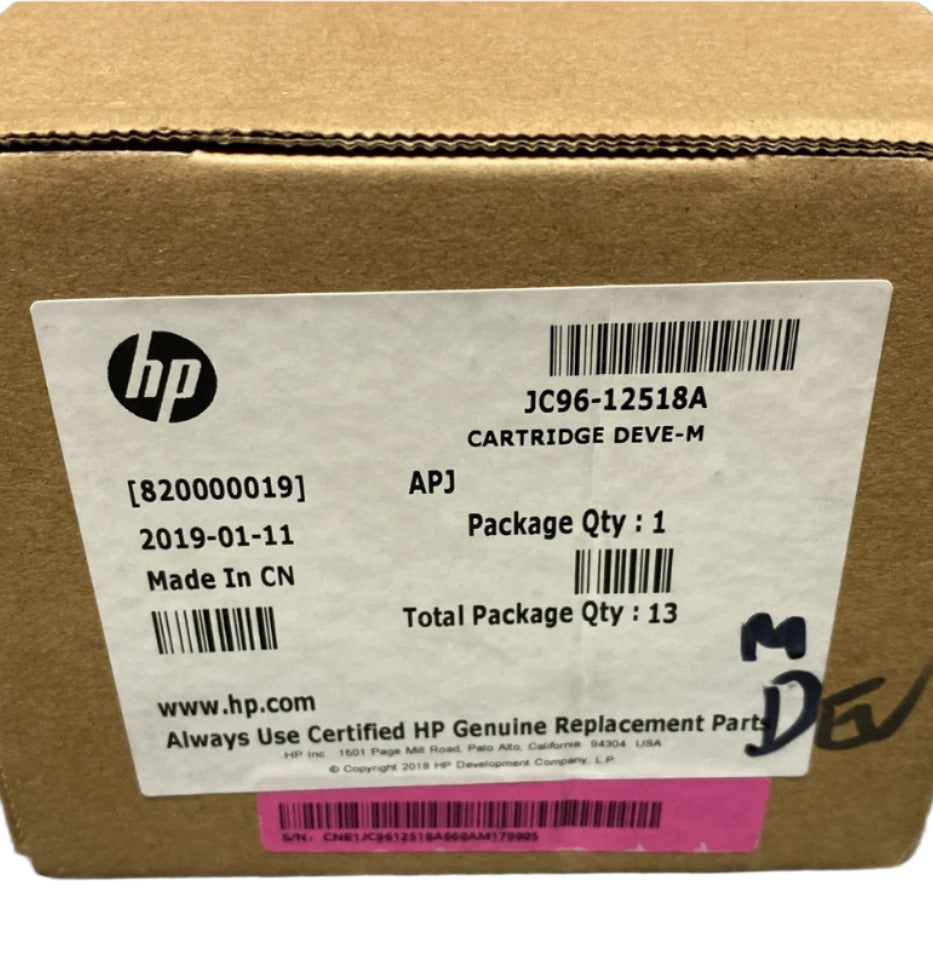 hp
JC96-12518A
CARTRIDGE DEVE-M
[820000019]
APJ
2019-01-11
Package Qty : 1
Made In CN
Total Package Qty : 13
M
DEV
www.hp.com
Always Use Certified HP Genuine Replacement Parts
HP Inc. 1501 Page Mill Road, Palo Alto, California 94304 USA
© Copyright 2018 HP Development Company, L.P.
S/N: CNE1JC9612518A660AM170005